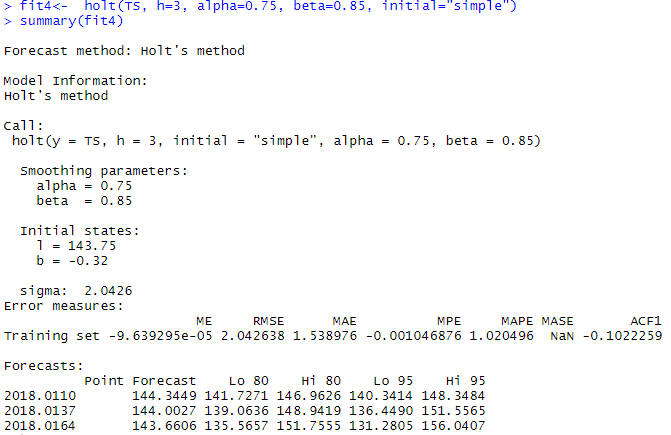 > fit4<- holt(TS, h=3, alpha=0.75, beta=0.85, initial="simple")
> summary(fit4)
Forecast method: Holt's method
Model Information:
Holt's method
Call:
holt(y = TS, h = 3, initial = "simple", alpha = 0.75, beta = 0.85)
Smoothing parameters:
alpha = 0.75
beta = 0.85
Initial states:
l = 143.75
b = -0.32
sigma: 2.0426
Error measures:
ME RMSE MAE MPE MAPE MASE ACF1
Training set -9.639295e-05 2.042638 1.538976 -0.001046876 1.020496 NaN -0.1022259
Forecasts:
Point Forecast Lo 80 Hi 80 Lo 95 Hi 95
2018.0110 144.3449 141.7271 146.9626 140.3414 148.3484
2018.0137 144.0027 139.0636 148.9419 136.4490 151.5565
2018.0164 143.6606 135.5657 151.7555 131.2805 156.0407